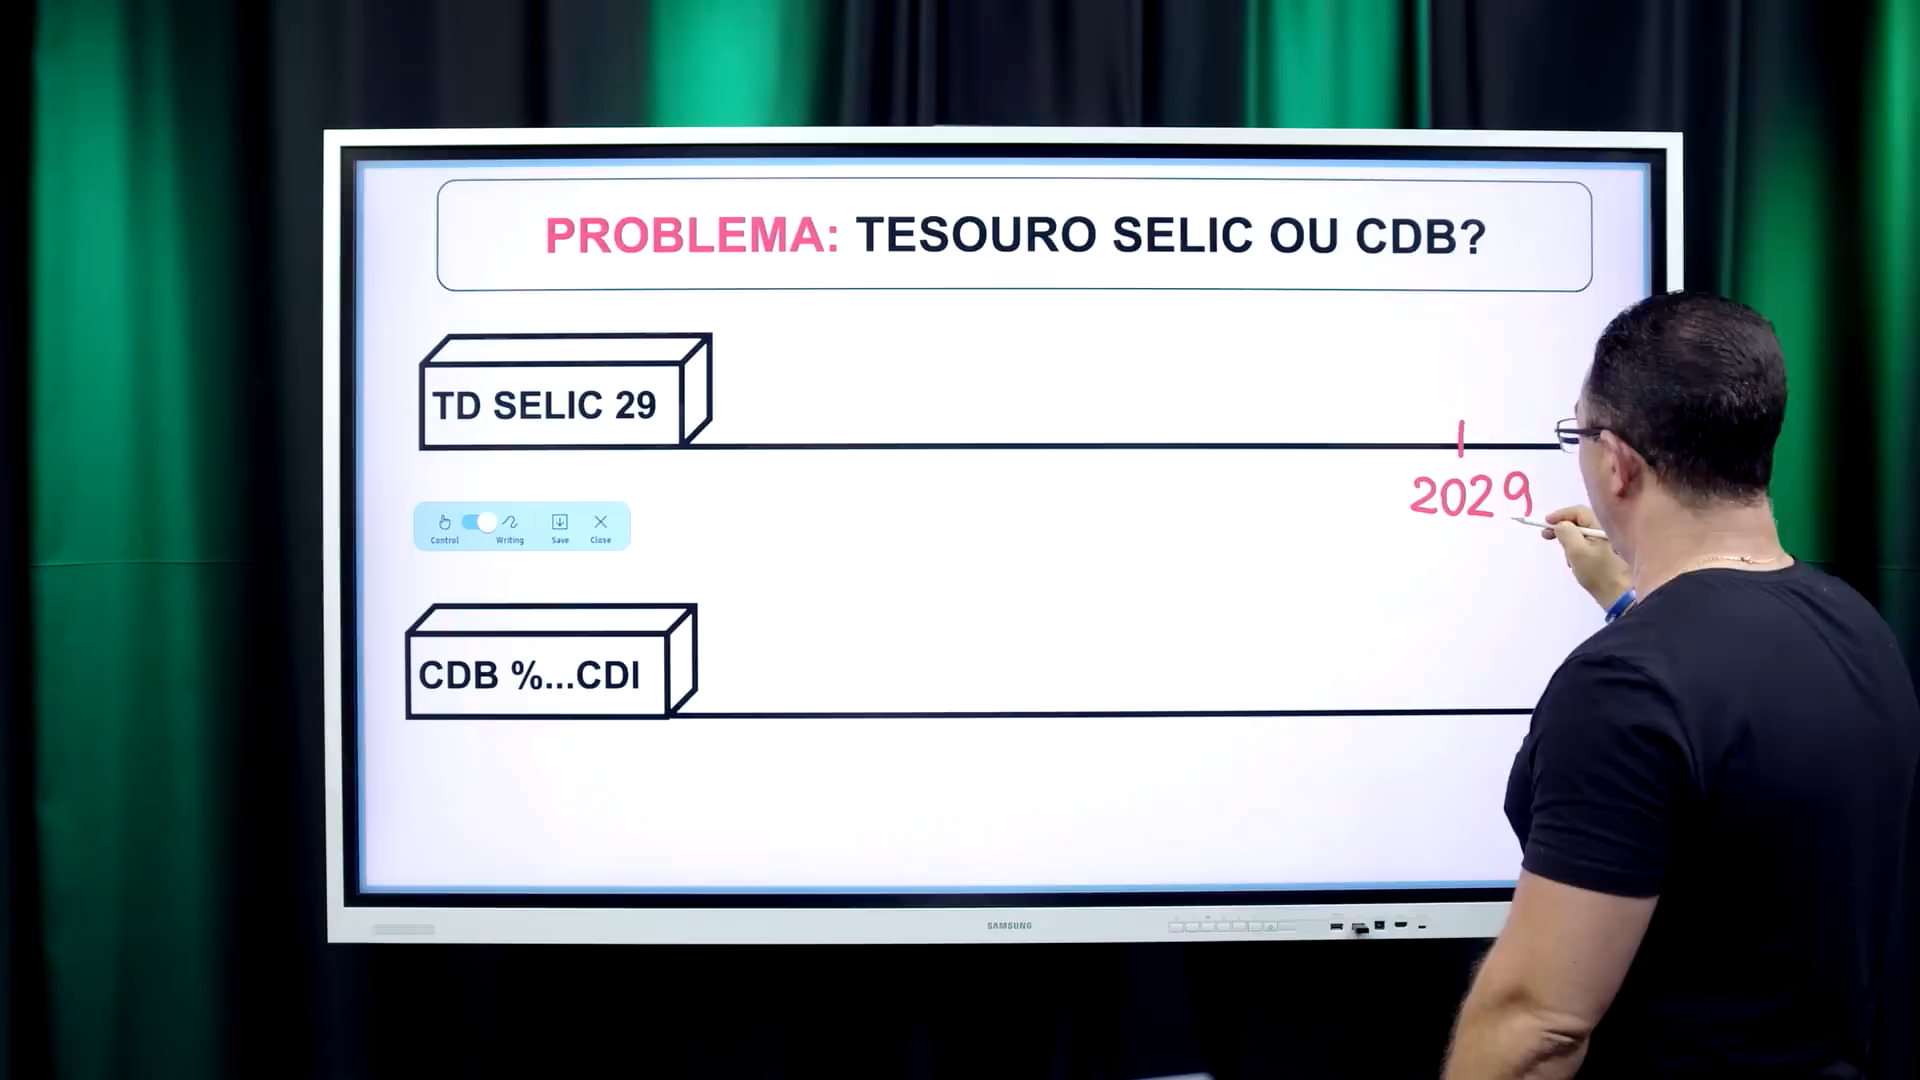 PROBLEMA: TESOURO SELIC OU CDB?
TD SELIC 29
2029
Control Writing Save Close
CDB %...CDI
SAMSUNG